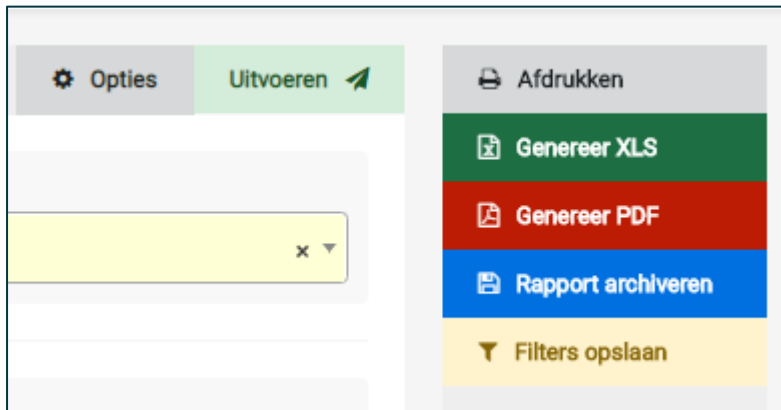 Opties
Uitvoeren
Afdrukken
Genereer XLS
Genereer PDF
Rapport archiveren
Filters opslaan